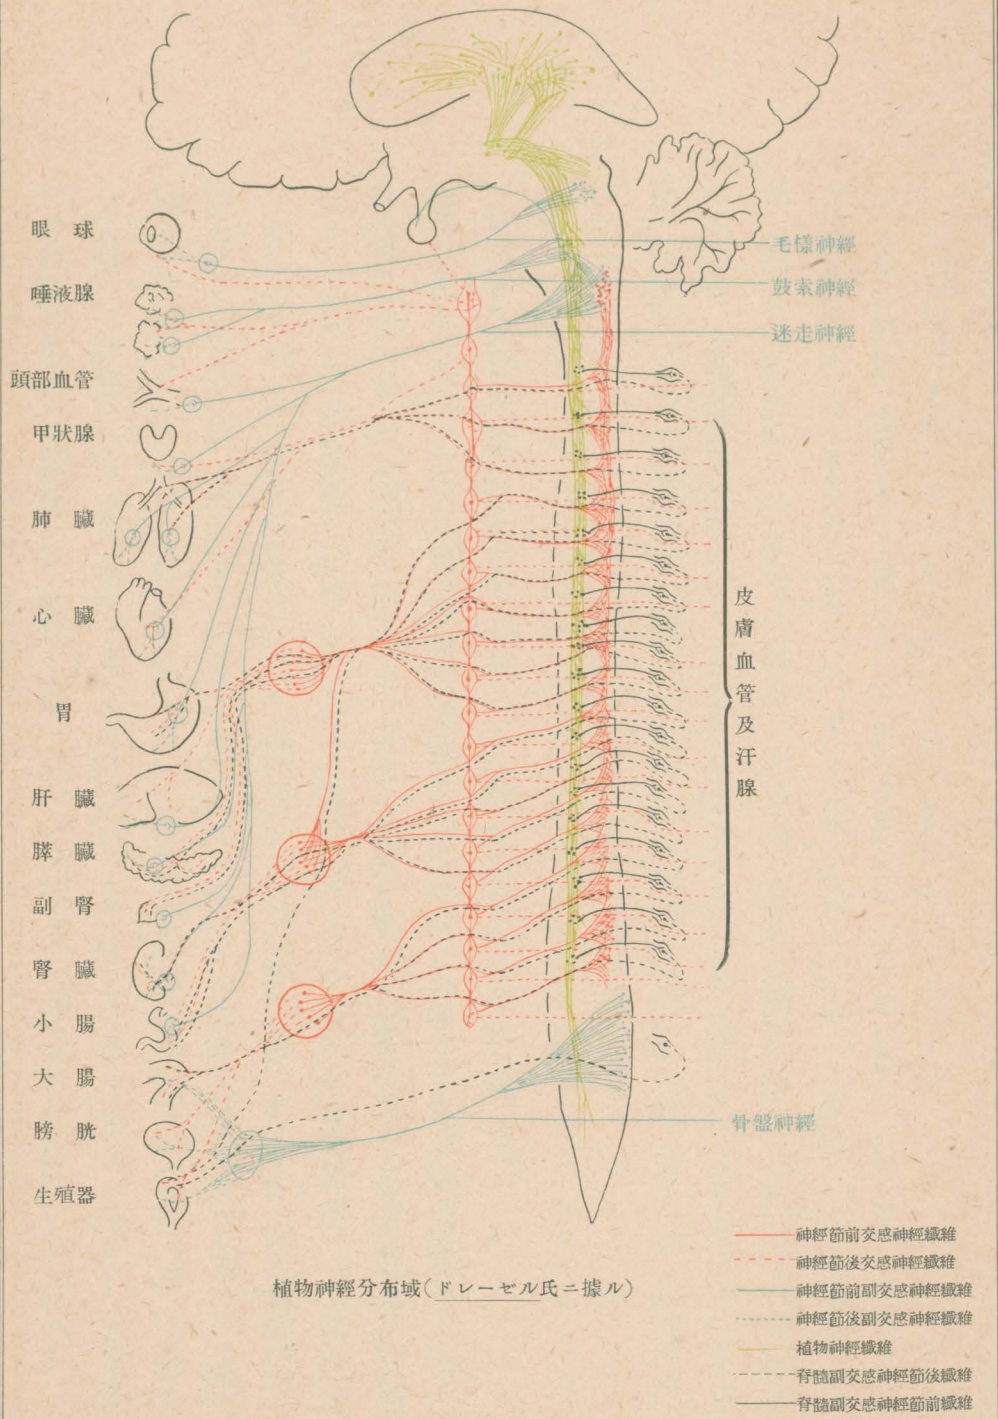 眼球
唾液腺
頭部血管
甲狀腺
肺臟
心臟
胃
肝臟
膵臟
副腎
腎臟
小腸
大腸
膀胱
生殖器
毛樣神經
鼓索神經
迷走神經
皮膚血管及汗腺
骨盤神經
植物神經分布域(ドレーゼル氏ニ據ル)
神經節前交感神經纖維
神經節後交感神經纖維
神經節前副交感神經纖維
神經節後副交感神經纖維
植物神經纖維
脊髓副交感神經節後纖維
脊髓副交感神經節前纖維